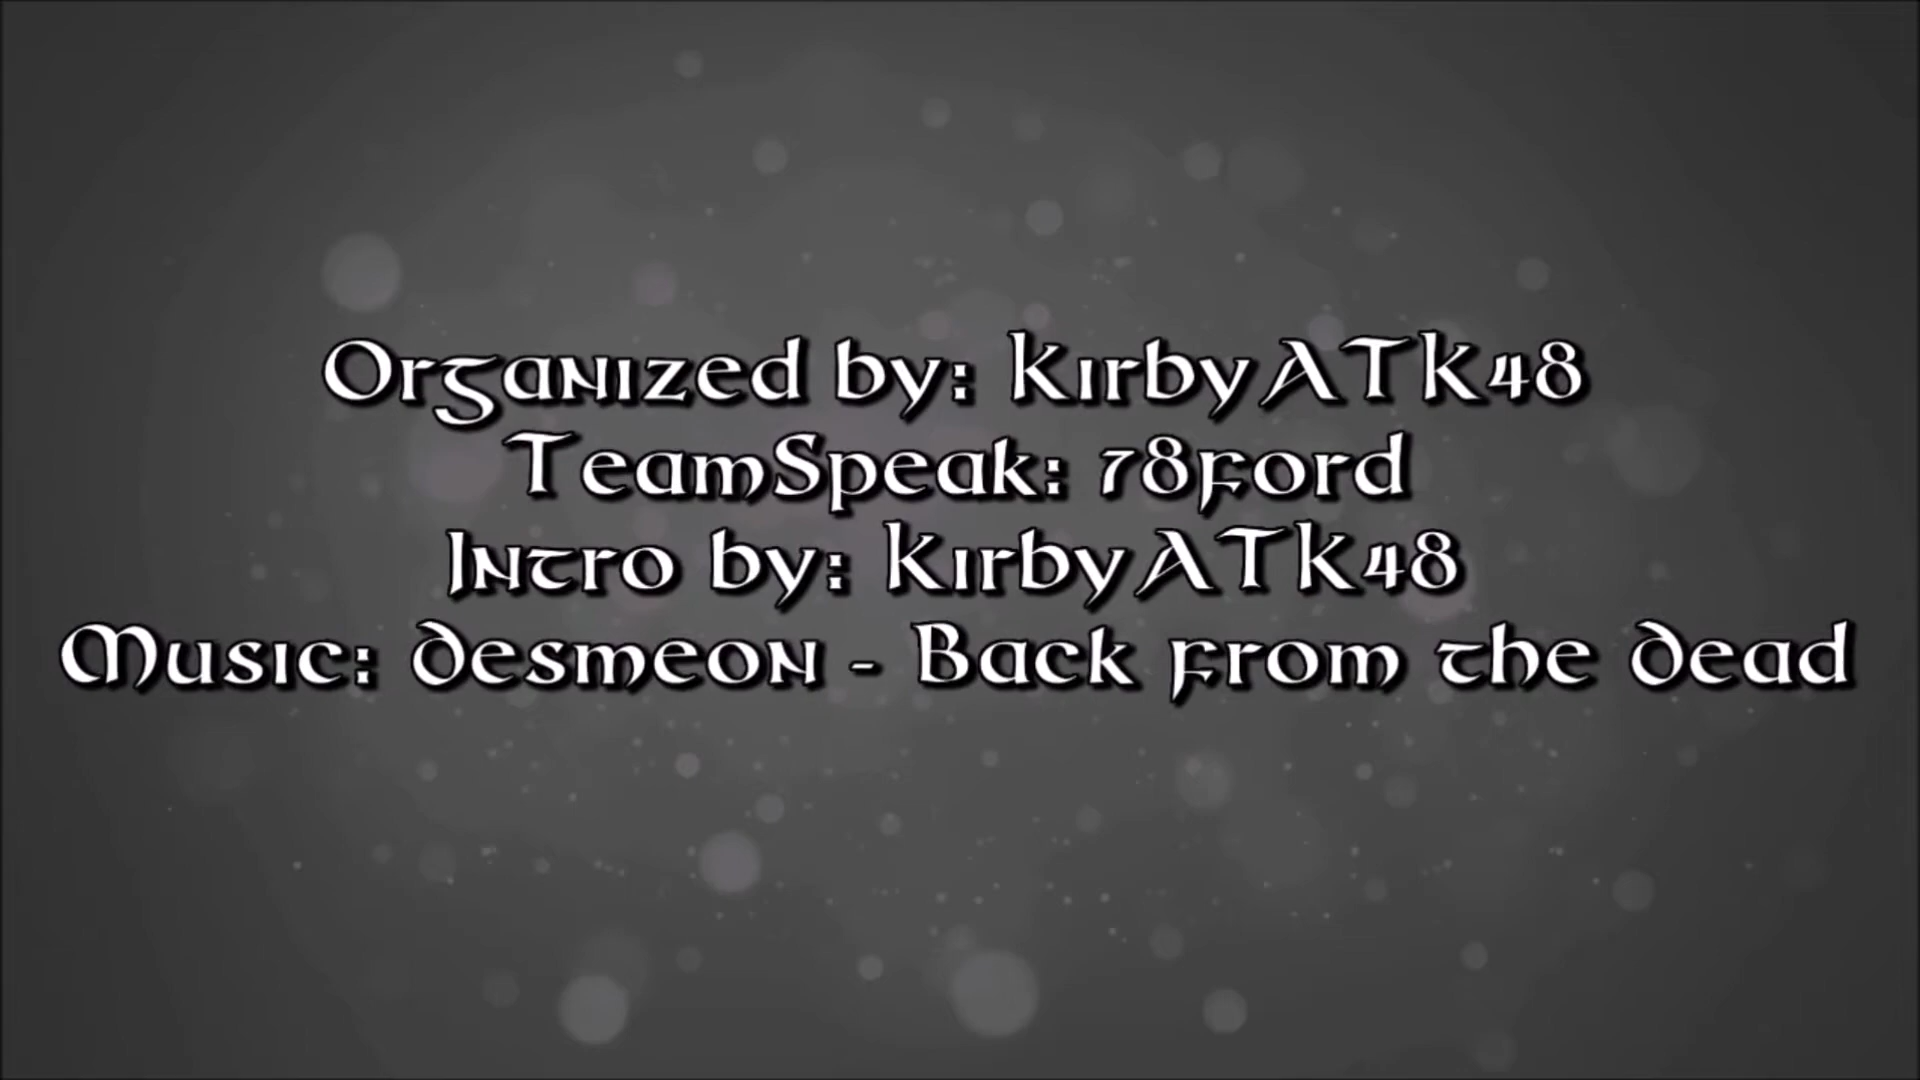 Organized by: KirbyATK48
TeamSpeak: 78Ford
Intro by: KirbyATK48
Music: Desmeon - Back From the Dead